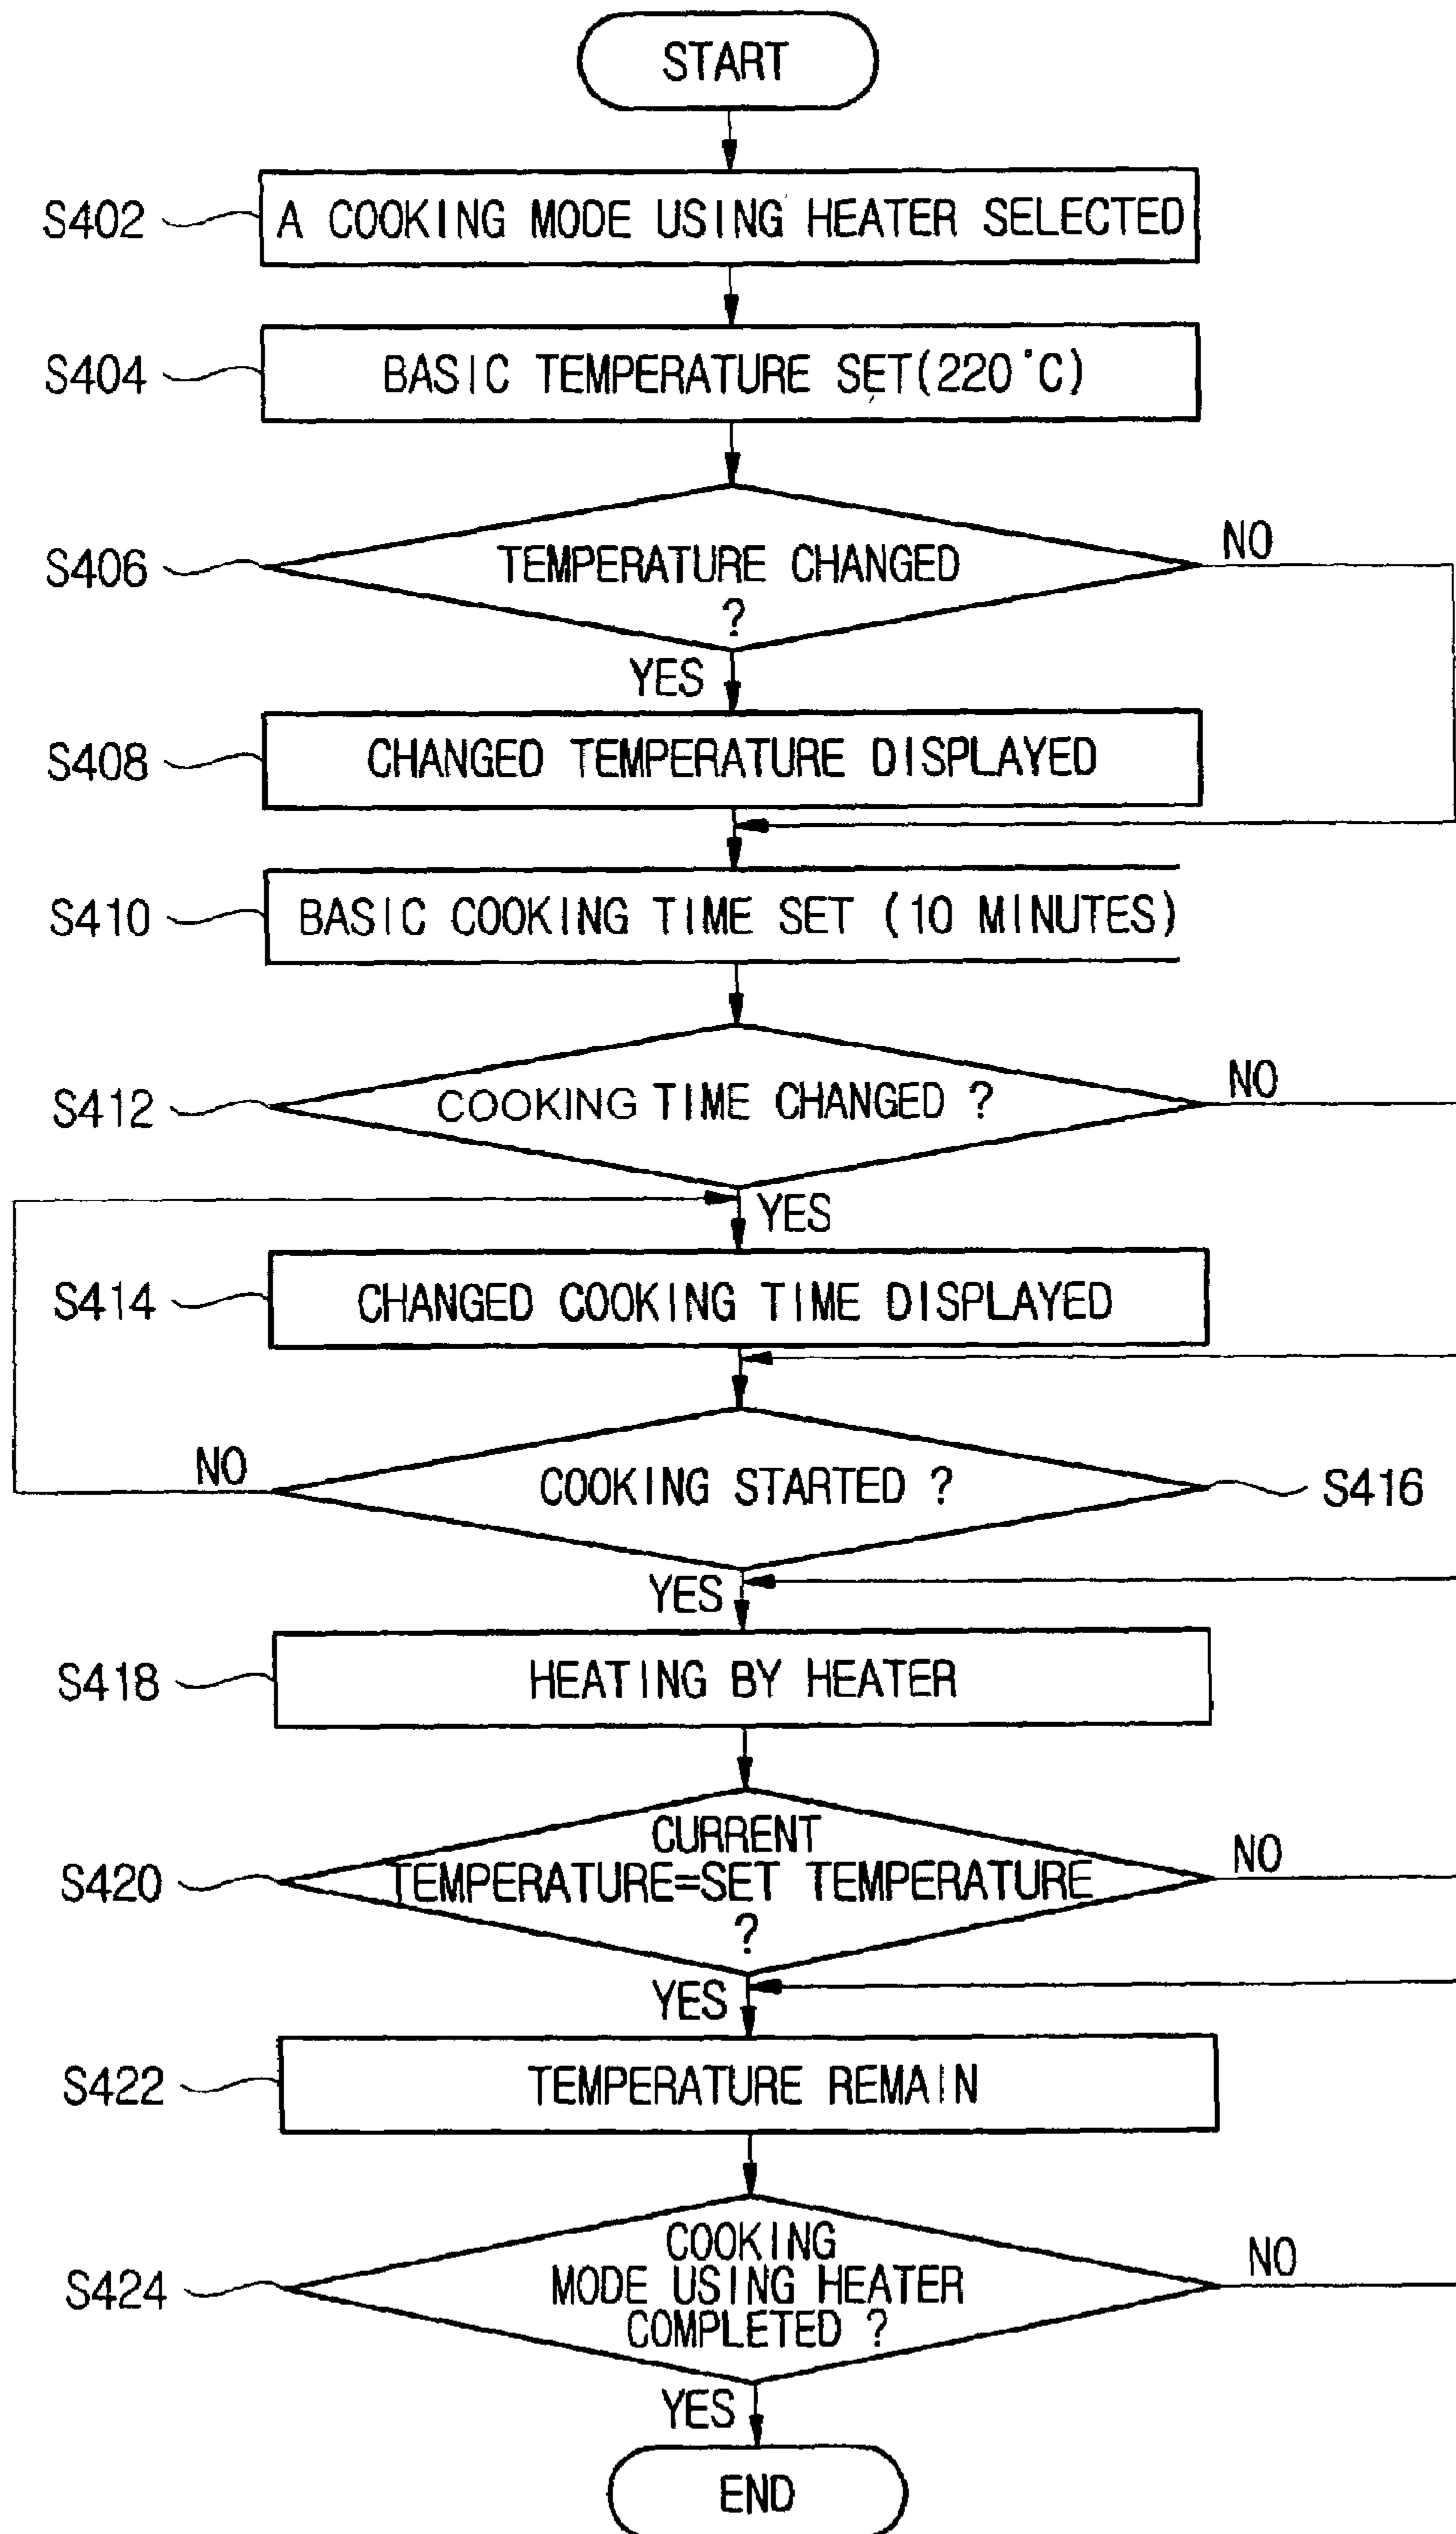 START
S402
A COOKING MODE USING HEATER SELECTED
S404
BASIC TEMPERATURE SET(220°C)
S406
TEMPERATURE CHANGED
?
NO
YES
S408
CHANGED TEMPERATURE DISPLAYED
S410
BASIC COOKING TIME SET (10 MINUTES)
S412
COOKING TIME CHANGED ?
NO
YES
S414
CHANGED COOKING TIME DISPLAYED
NO
COOKING STARTED ?
S416
YES
S418
HEATING BY HEATER
S420
CURRENT
TEMPERATURE=SET TEMPERATURE
?
NO
YES
S422
TEMPERATURE REMAIN
S424
COOKING
MODE USING HEATER
COMPLETED ?
NO
YES
END